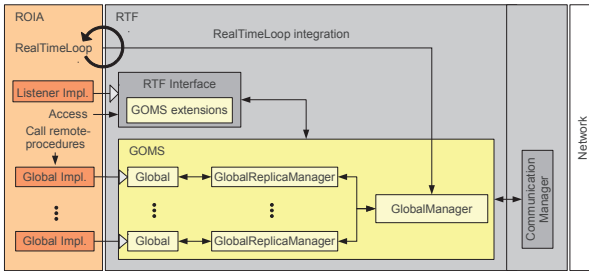 ROIA
RTF
RealTimeLoop
RealTimeLoop integration
Listener Impl.
RTF Interface
GOMS extensions
Access
Call remote-
procedures
GOMS
Global Impl.
Global
GlobalReplicaManager
GlobalManager
Global Impl.
Global
GlobalReplicaManager
Communication
Manager
Network